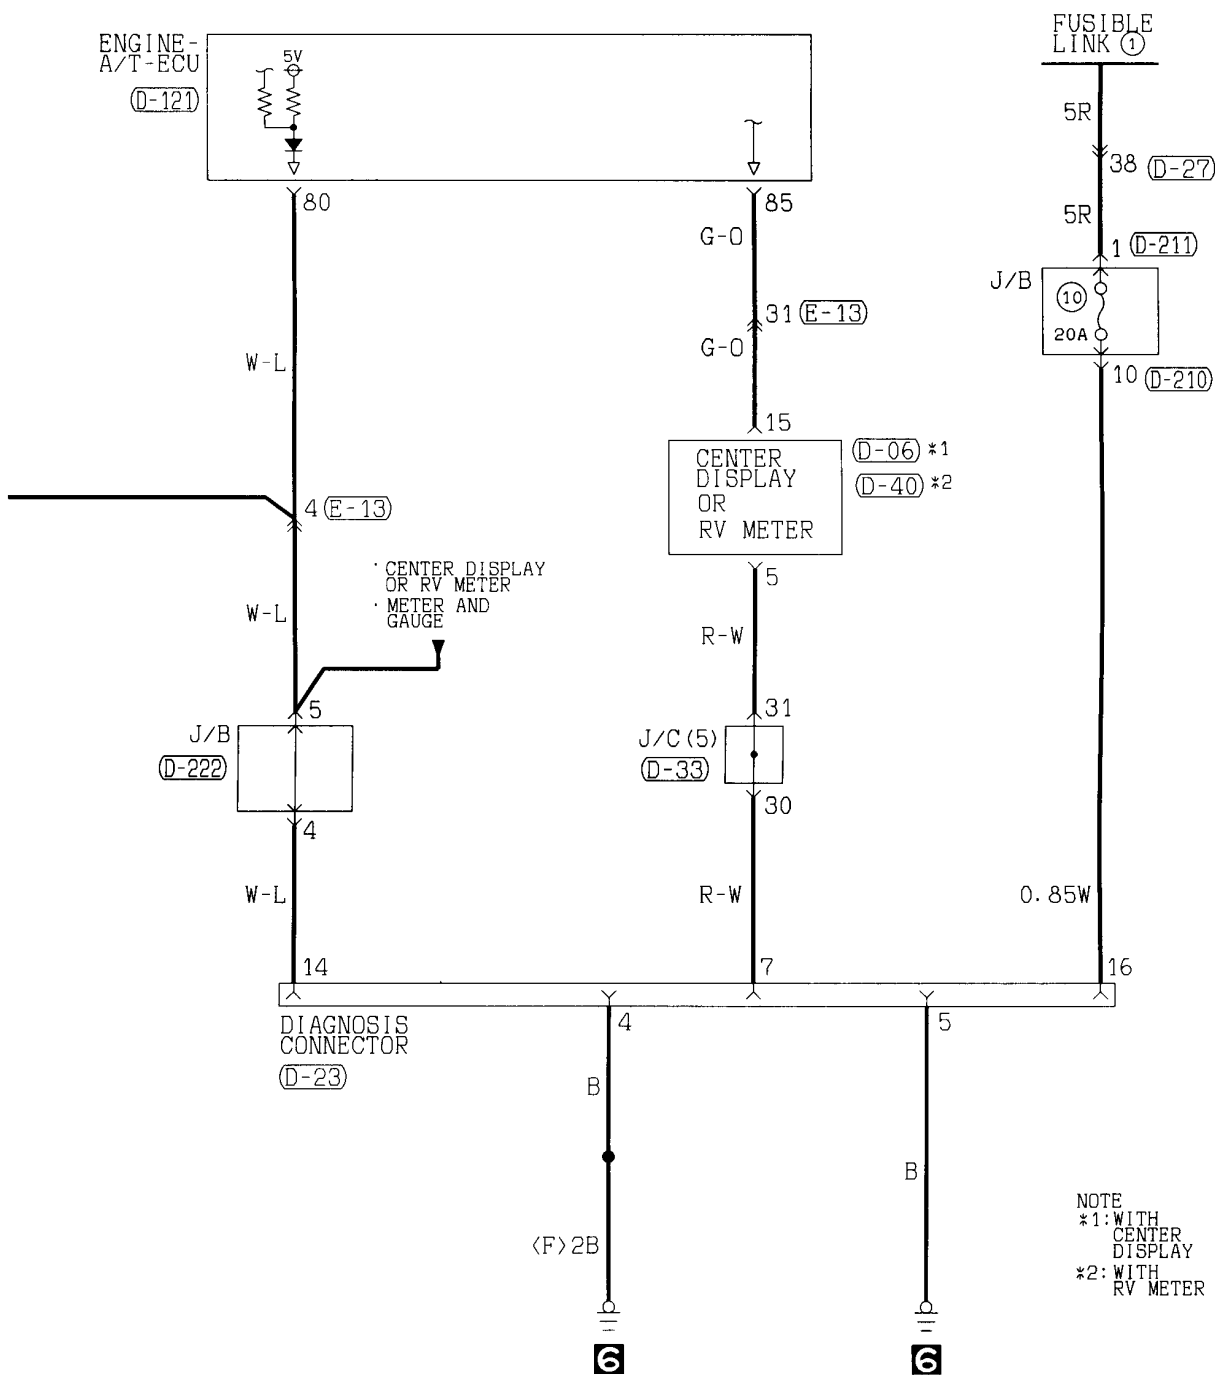 ENGINE-
A/T-ECU
(D-121)
5V
FUSIBLE
LINK ①
5R
38 (D-27)
5R
1 (D-211)
J/B
⑩
20A
10 (D-210)
80
85
G-O
31 (E-13)
G-O
W-L
15
CENTER
DISPLAY
OR
RV METER
(D-06) *1
(D-40) *2
4 (E-13)
· CENTER DISPLAY
OR RV METER
· METER AND
GAUGE
W-L
5
R-W
5
J/B
(D-222)
31
J/C(5)
(D-33)
30
4
W-L
R-W
0.85W
14
7
16
DIAGNOSIS
CONNECTOR
(D-23)
4
5
B
B
<F>2B
NOTE
*1:WITH
CENTER
DISPLAY
*2:WITH
RV METER
6
6